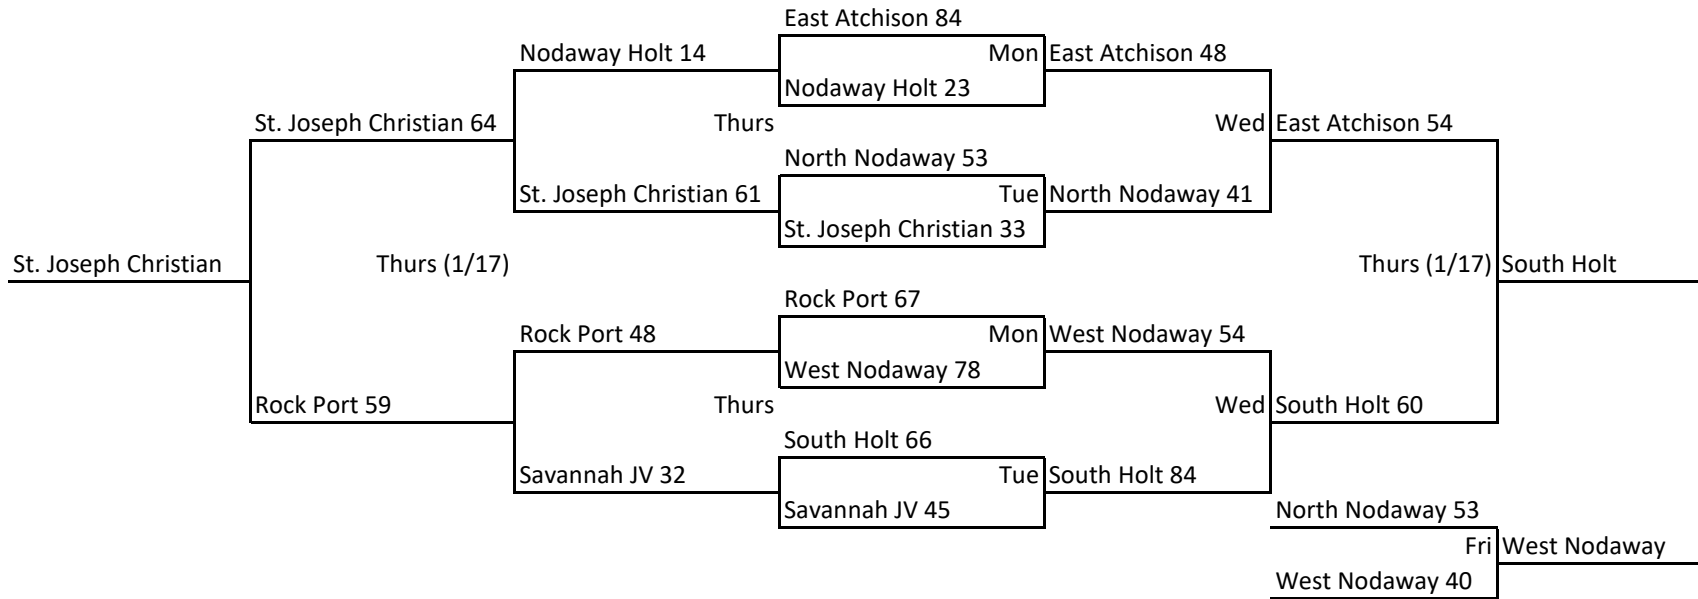 East Atchison 84
Nodaway Holt 14
Mon East Atchison 48
Nodaway Holt 23
St. Joseph Christian 64
Thurs
Wed East Atchison 54
North Nodaway 53
St. Joseph Christian 61
Tue North Nodaway 41
St. Joseph Christian 33
St. Joseph Christian
Thurs (1/17)
Thurs (1/17) South Holt
Rock Port 67
Rock Port 48
Mon West Nodaway 54
West Nodaway 78
Rock Port 59
Thurs
Wed South Holt 60
South Holt 66
Savannah JV 32
Tue South Holt 84
Savannah JV 45
North Nodaway 53
Fri West Nodaway
West Nodaway 40